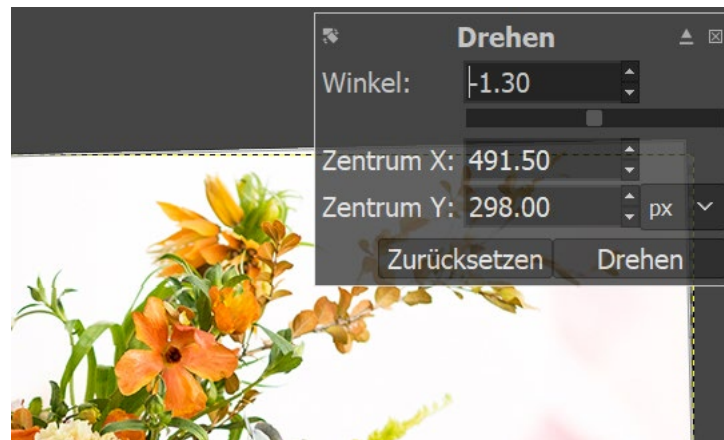 Drehen
Winkel: -1.30
Zentrum X: 491.50
Zentrum Y: 298.00 px
Zurücksetzen Drehen